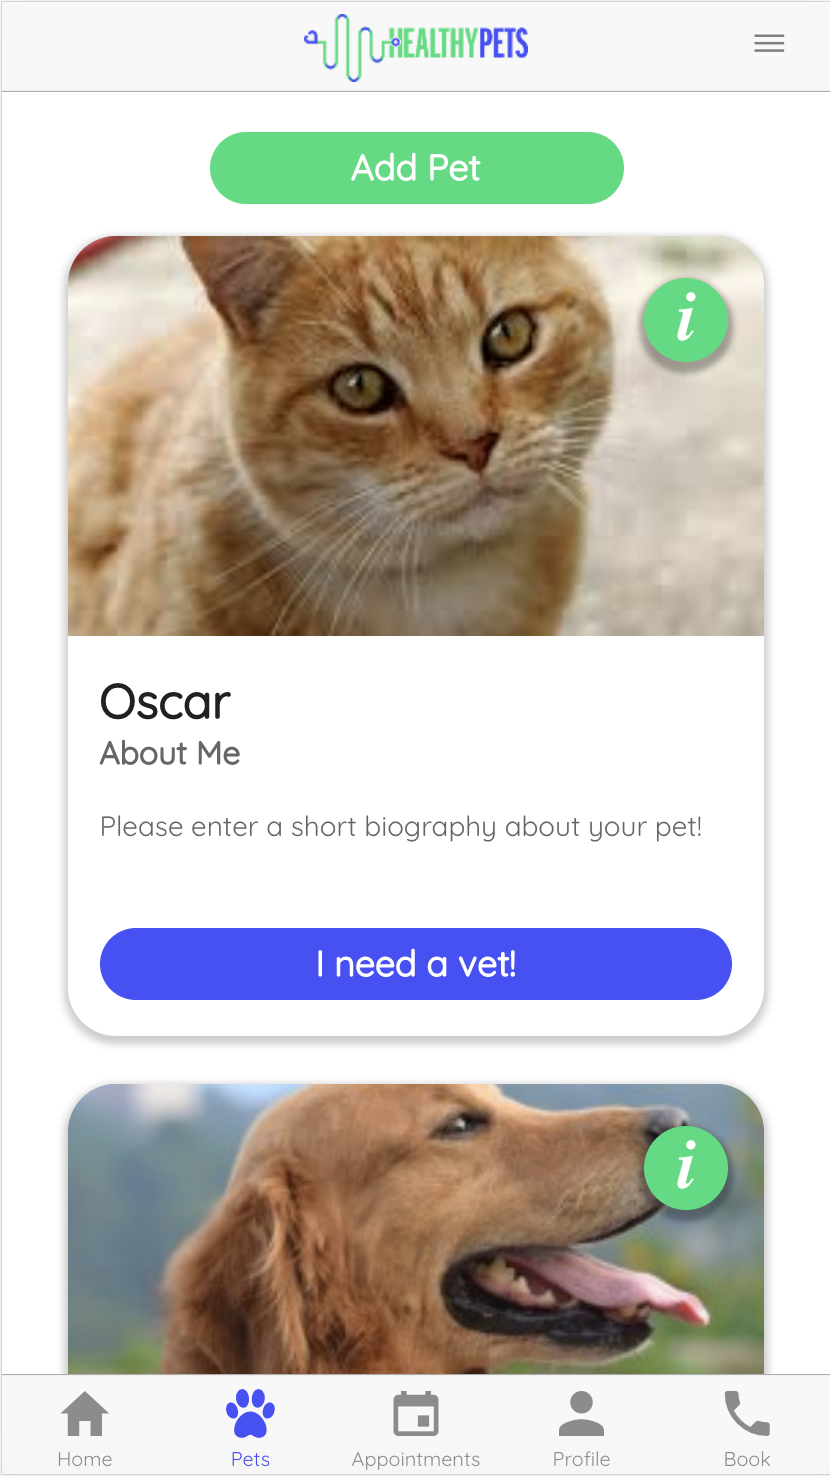 HEALTHYPETS
Add Pet
i
Oscar
About Me
Please enter a short biography about your pet!
I need a vet!
i
Home Pets Appointments Profile Book